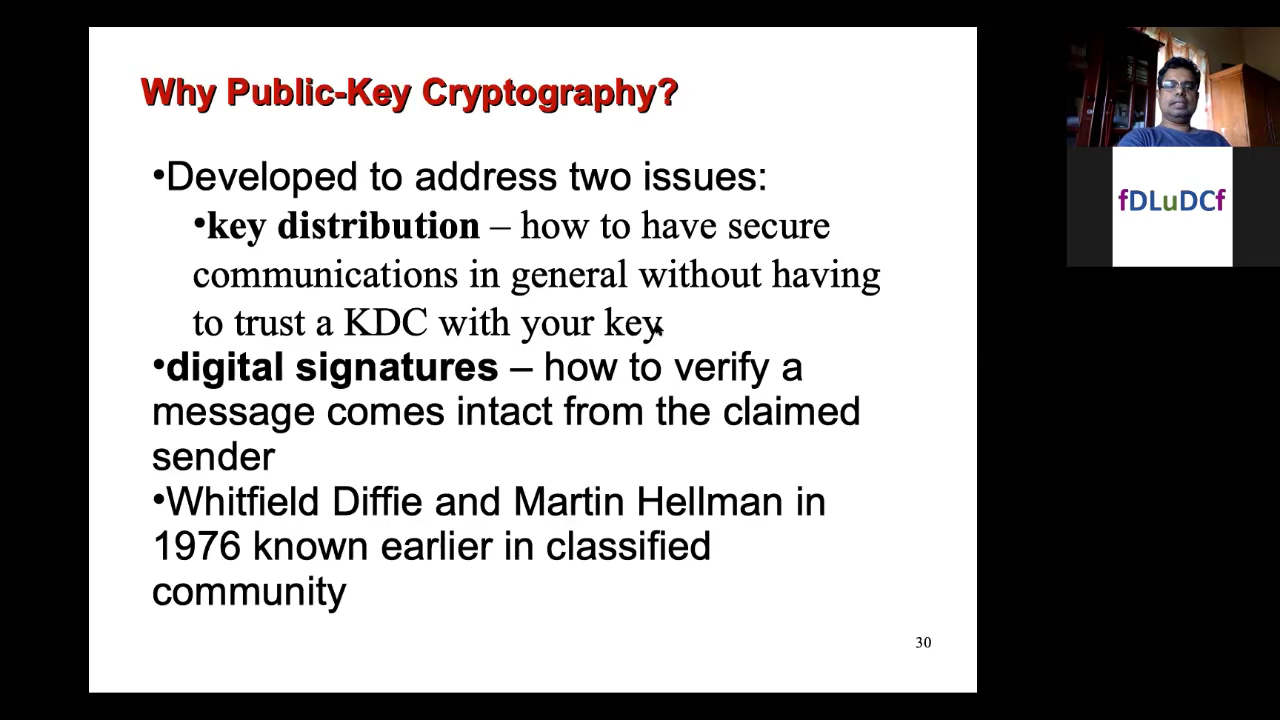 Why Public-Key Cryptography?
•Developed to address two issues:
•key distribution – how to have secure
communications in general without having
to trust a KDC with your key
•digital signatures – how to verify a
message comes intact from the claimed
sender
•Whitfield Diffie and Martin Hellman in
1976 known earlier in classified
community
30
fDLuDCf